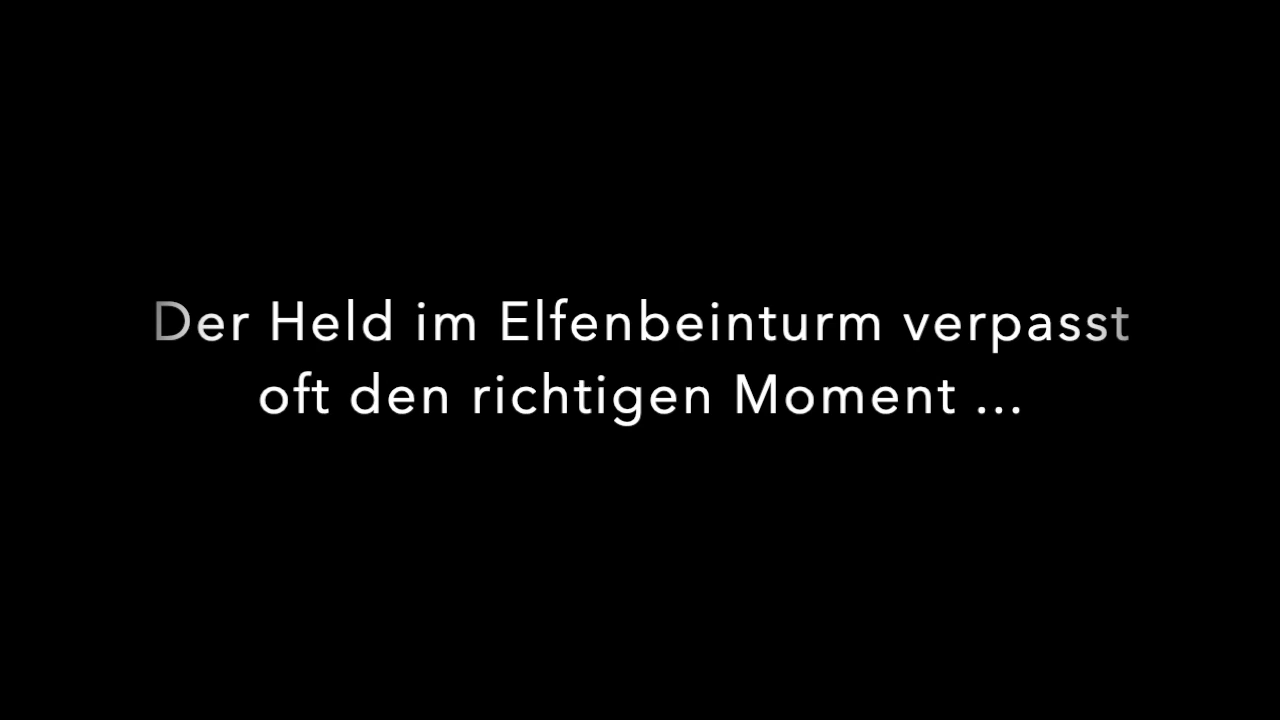 Der Held im Elfenbeinturm verpasst
oft den richtigen Moment ...